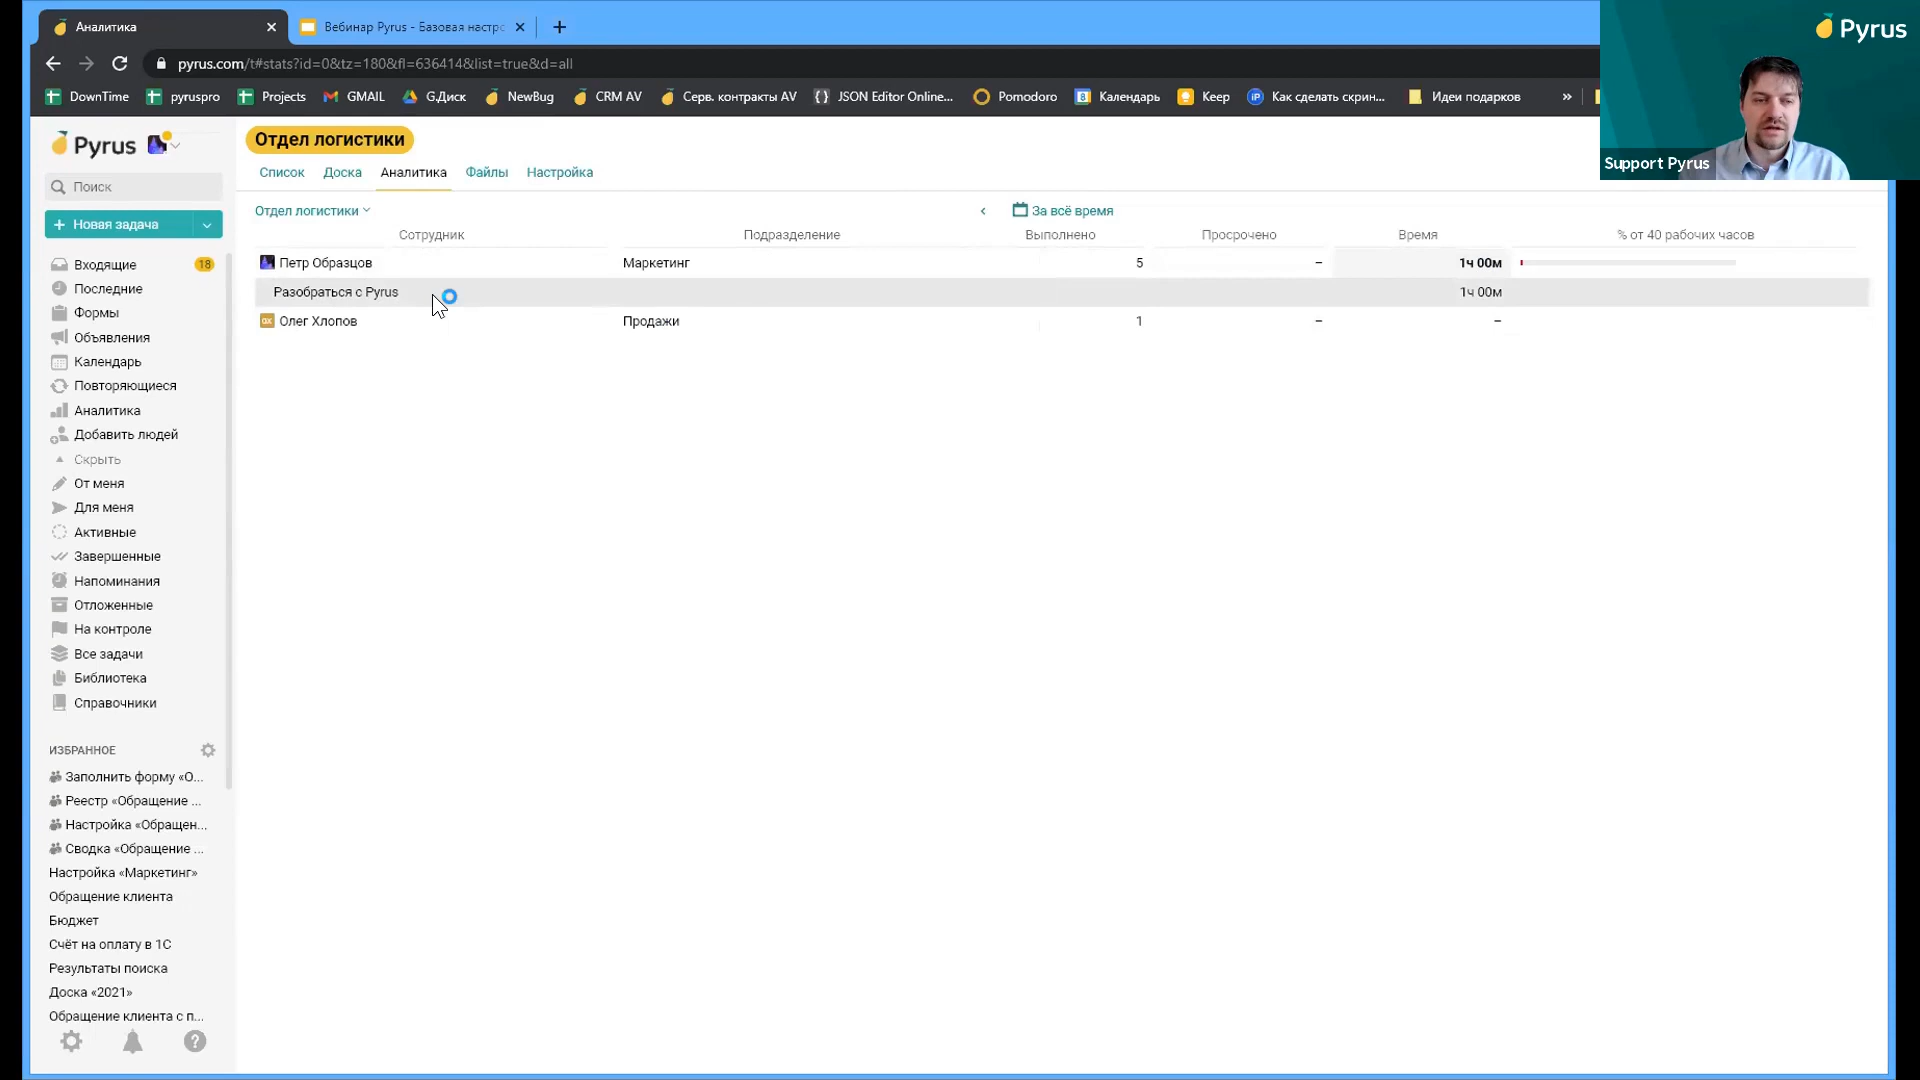 Аналитика
Вебинар Pyrus - Базовая настро
pyrus.com/t#stats?id=0&tz=180&fl=636414&list=true&d=all
DownTime
pyruspro
Projects
GMAIL
G.Диск
NewBug
CRM AV
Серв. контракты AV
JSON Editor Online...
Pomodoro
Календарь
Keep
Как сделать скрин...
Идеи подарков
»
Pyrus
Support Pyrus
Pyrus
Поиск
+ Новая задача
Входящие 18
Последние
Формы
Объявления
Календарь
Повторяющиеся
Аналитика
Добавить людей
Скрыть
От меня
Для меня
Активные
Завершенные
Напоминания
Отложенные
На контроле
Все задачи
Библиотека
Справочники
ИЗБРАННОЕ
Заполнить форму «О...
Реестр «Обращение ...
Настройка «Обращен...
Сводка «Обращение ...
Настройка «Маркетинг»
Обращение клиента
Бюджет
Счёт на оплату в 1С
Результаты поиска
Доска «2021»
Обращение клиента с п...
Отдел логистики
Список Доска Аналитика Файлы Настройка
Отдел логистики За всё время
Сотрудник Подразделение Выполнено Просрочено Время % от 40 рабочих часов
Петр Образцов Маркетинг 5 – 1ч 00м
Разобраться с Pyrus 1ч 00м
ОХ Олег Хлопов Продажи 1 – –